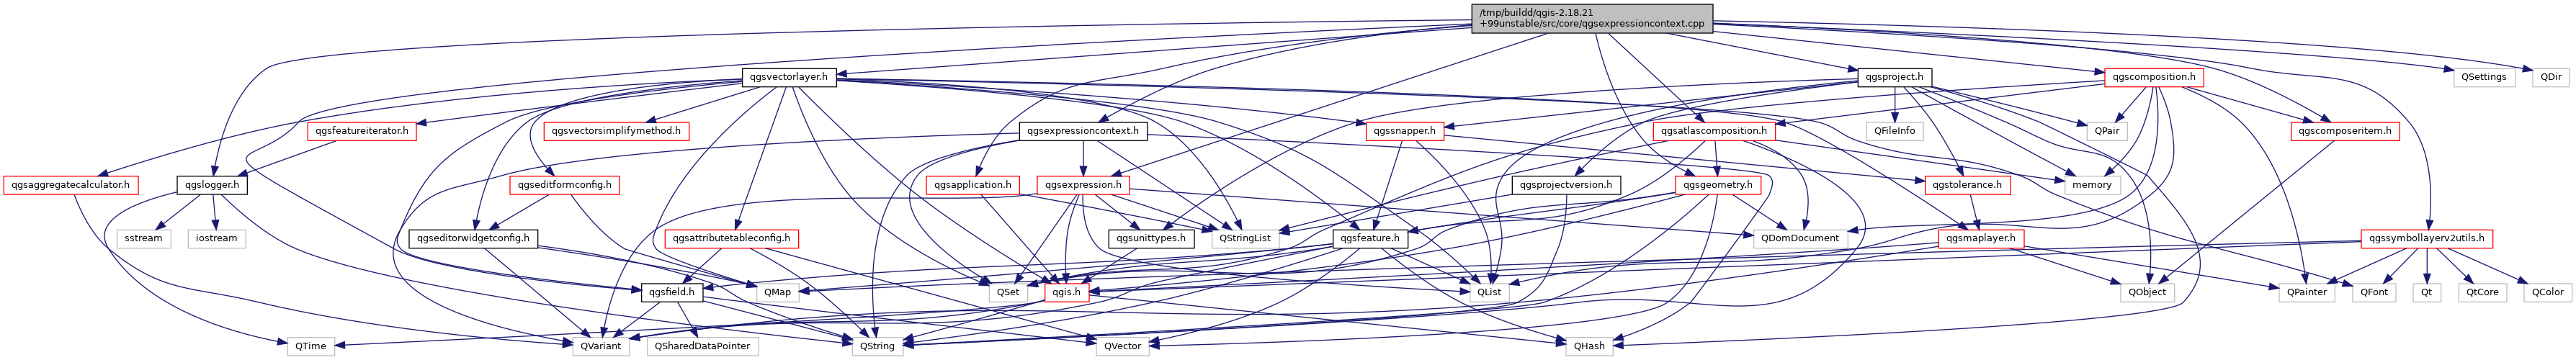 /tmp/buildd/qgis-2.18.21
+99unstable/src/core/qgsexpressioncontext.cpp
qgsvectorlayer.h
qgsproject.h
qgscomposition.h
QSettings
QDir
qgsfeatureiterator.h
qgsvectorsimplifymethod.h
qgsexpressioncontext.h
qgssnapper.h
qgsatlascomposition.h
QFileInfo
QPair
qgscomposeritem.h
qgsaggregatecalculator.h
qgslogger.h
qgseditformconfig.h
qgsapplication.h
qgsexpression.h
qgsprojectversion.h
qgsgeometry.h
qgstolerance.h
memory
sstream
iostream
qgseditorwidgetconfig.h
qgsattributetableconfig.h
qgsunittypes.h
QStringList
qgsfeature.h
QDomDocument
qgsmaplayer.h
qgssymbollayerv2utils.h
qgsfield.h
QMap
QSet
qgis.h
QList
QObject
QPainter
QFont
Qt
QtCore
QColor
QTime
QVariant
QSharedDataPointer
QString
QVector
QHash